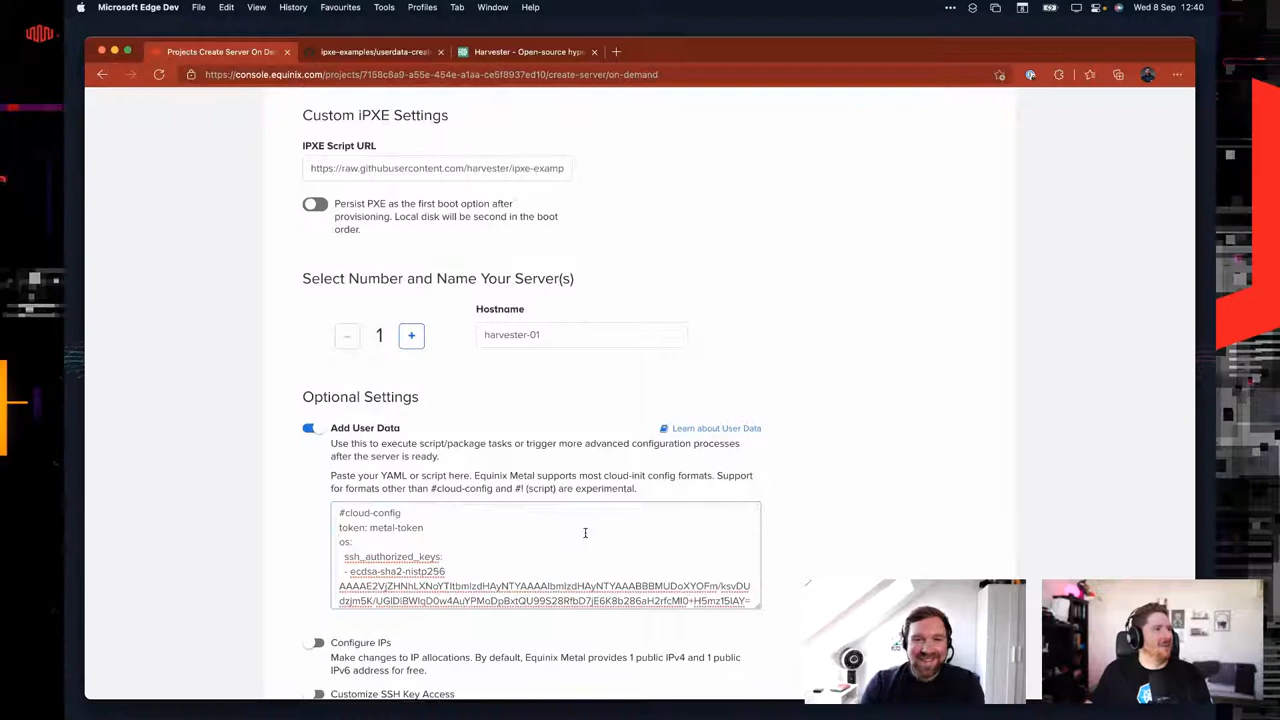 Microsoft Edge Dev File Edit View History Favourites Tools Profiles Tab Window Help
Wed 8 Sep 12:40
Projects Create Server On De
ipxe-examples/userdata-create
Harvester - Open-source hype
https://console.equinix.com/projects/7158c8a9-a55e-454e-a1aa-ce5f8937ed10/create-server/on-demand
Custom iPXE Settings
IPXE Script URL
https://raw.githubusercontent.com/harvester/ipxe-examp
Persist PXE as the first boot option after
provisioning. Local disk will be second in the boot
order.
Select Number and Name Your Server(s)
Hostname
1
harvester-01
Optional Settings
Add User Data
Learn about User Data
Use this to execute script/package tasks or trigger more advanced configuration processes
after the server is ready.
Paste your YAML or script here. Equinix Metal supports most cloud-init config formats. Support
for formats other than #cloud-config and #! (script) are experimental.
#cloud-config
token: metal-token
os:
ssh_authorized_keys:
- ecdsa-sha2-nistp256
Configure IPs
Make changes to IP allocations. By default, Equinix Metal provides 1 public IPv4 and 1 public
IPv6 address for free.
Customize SSH Key Access